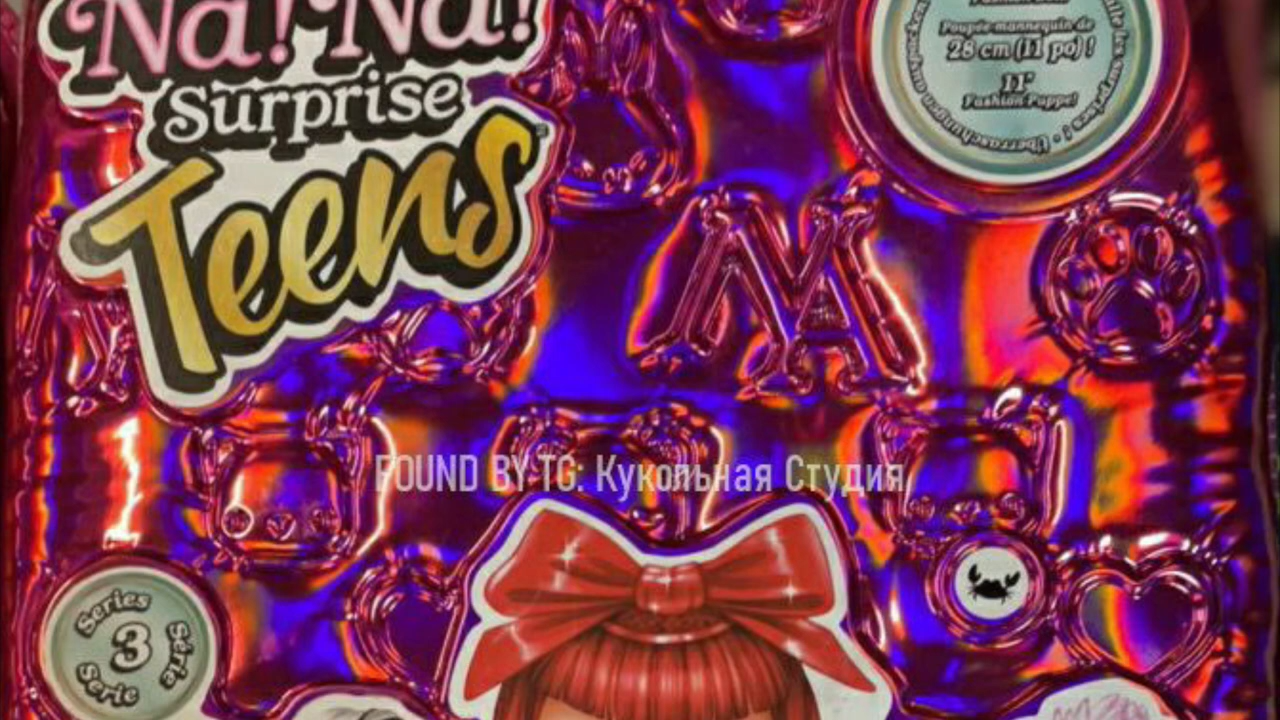 Na! Na!
Surprise
Teens
Poupée mannequin de
28 cm (11 po) !
11"
Fashion-Puppe!
FOUND BY TG: Кукольная Студия
Series
3
Série
Serie